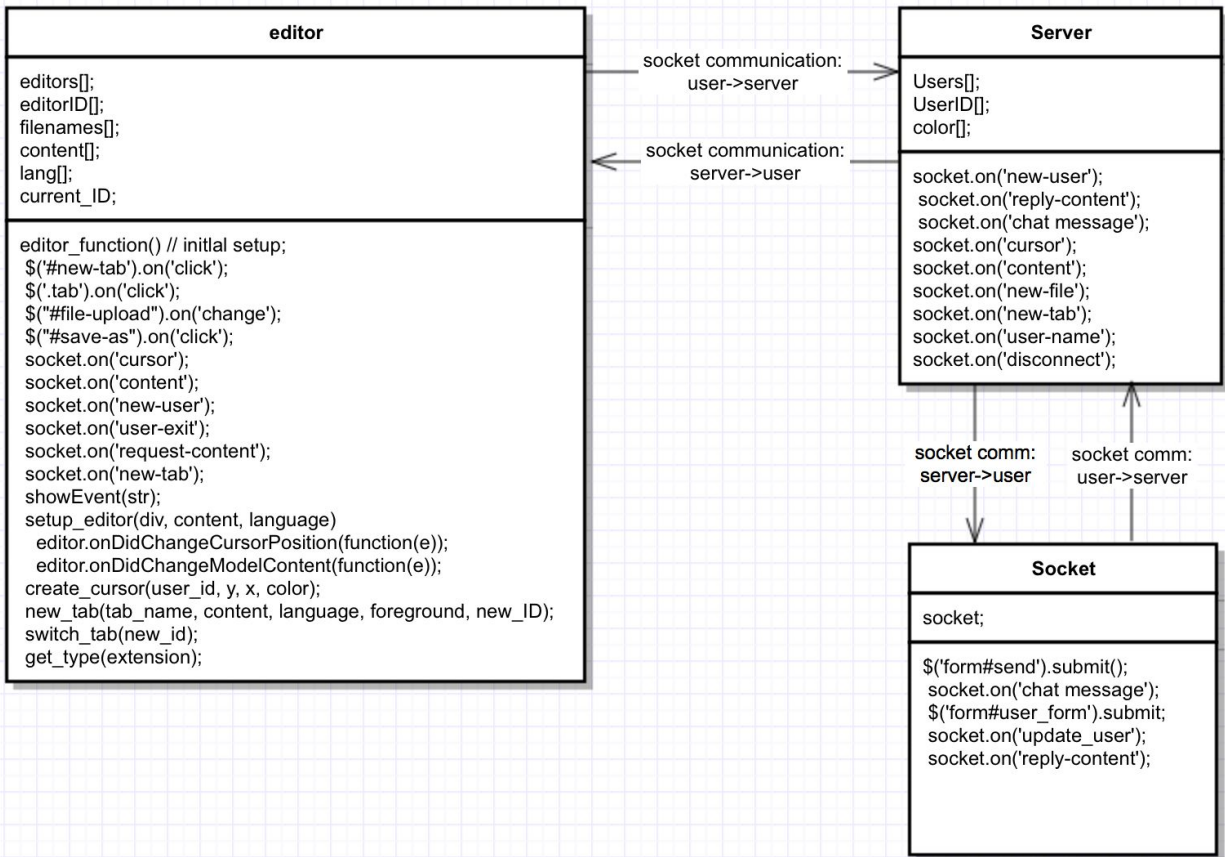 editor
editors[];
editorID[];
filenames[];
content[];
lang[];
current_ID;
editor_function() // initlal setup;
$('#new-tab').on('click');
$('.tab').on('click');
$("#file-upload").on('change');
$("#save-as").on('click');
socket.on('cursor');
socket.on('content');
socket.on('new-user');
socket.on('user-exit');
socket.on('request-content');
socket.on('new-tab');
showEvent(str);
setup_editor(div, content, language)
editor.onDidChangeCursorPosition(function(e));
editor.onDidChangeModelContent(function(e));
create_cursor(user_id, y, x, color);
new_tab(tab_name, content, language, foreground, new_ID);
switch_tab(new_id);
get_type(extension);
socket communication:
user->server
socket communication:
server->user
Server
Users[];
UserID[];
color[];
socket.on('new-user');
socket.on('reply-content');
socket.on('chat message');
socket.on('cursor');
socket.on('content');
socket.on('new-file');
socket.on('new-tab');
socket.on('user-name');
socket.on('disconnect');
socket comm:
server->user
socket comm:
user->server
Socket
socket;
$('form#send').submit();
socket.on('chat message');
$('form#user_form').submit;
socket.on('update_user');
socket.on('reply-content');